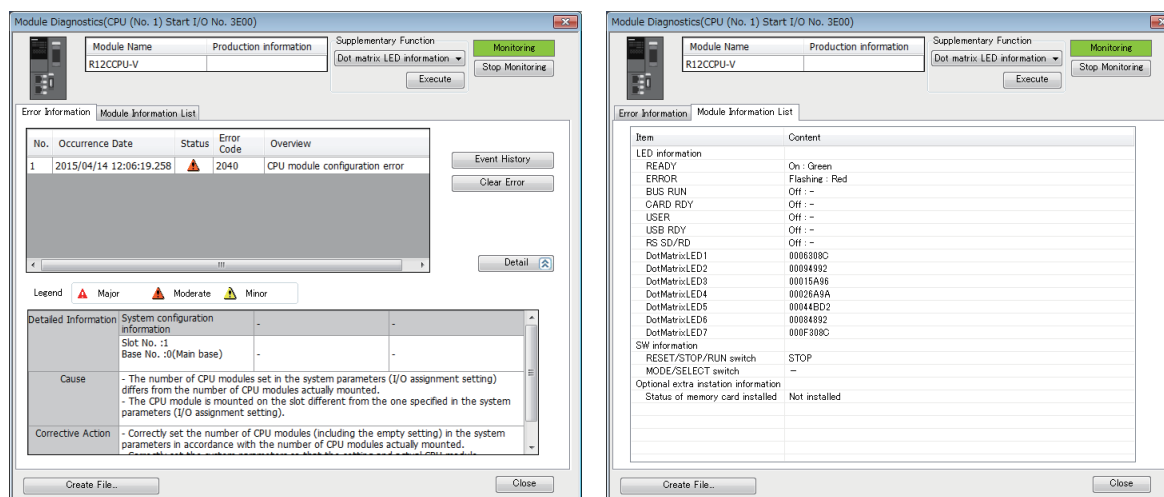 Module Diagnostics(CPU (No. 1) Start I/O No. 3E00)
Module Name Production information
R12CCPU-V
Supplementary Function
Dot matrix LED information
Execute
Monitoring
Stop Monitoring
Error Information Module Information List
No. Occurrence Date Status Error Code Overview
1 2015/04/14 12:06:19.258 2040 CPU module configuration error
Event History
Clear Error
Detail
Legend Major Moderate Minor
Detailed Information System configuration information - -
Slot No. :1
Base No. :0(Main base) - -
Cause - The number of CPU modules set in the system parameters (I/O assignment setting)
differs from the number of CPU modules actually mounted.
- The CPU module is mounted on the slot different from the one specified in the system
parameters (I/O assignment setting).
Corrective Action - Correctly set the number of CPU modules (including the empty setting) in the system
parameters in accordance with the number of CPU modules actually mounted.
Create File...
Close
Module Diagnostics(CPU (No. 1) Start I/O No. 3E00)
Module Name Production information
R12CCPU-V
Supplementary Function
Dot matrix LED information
Execute
Monitoring
Stop Monitoring
Error Information Module Information List
Item Content
LED information
READY On : Green
ERROR Flashing : Red
BUS RUN Off : -
CARD RDY Off : -
USER Off : -
USB RDY Off : -
RS SD/RD Off : -
DotMatrixLED1 0006308C
DotMatrixLED2 00094992
DotMatrixLED3 00015A96
DotMatrixLED4 00026A9A
DotMatrixLED5 00044BD2
DotMatrixLED6 00084892
DotMatrixLED7 000F308C
SW information
RESET/STOP/RUN switch STOP
MODE/SELECT switch -
Optional extra instation information
Status of memory card installed Not installed
Create File...
Close